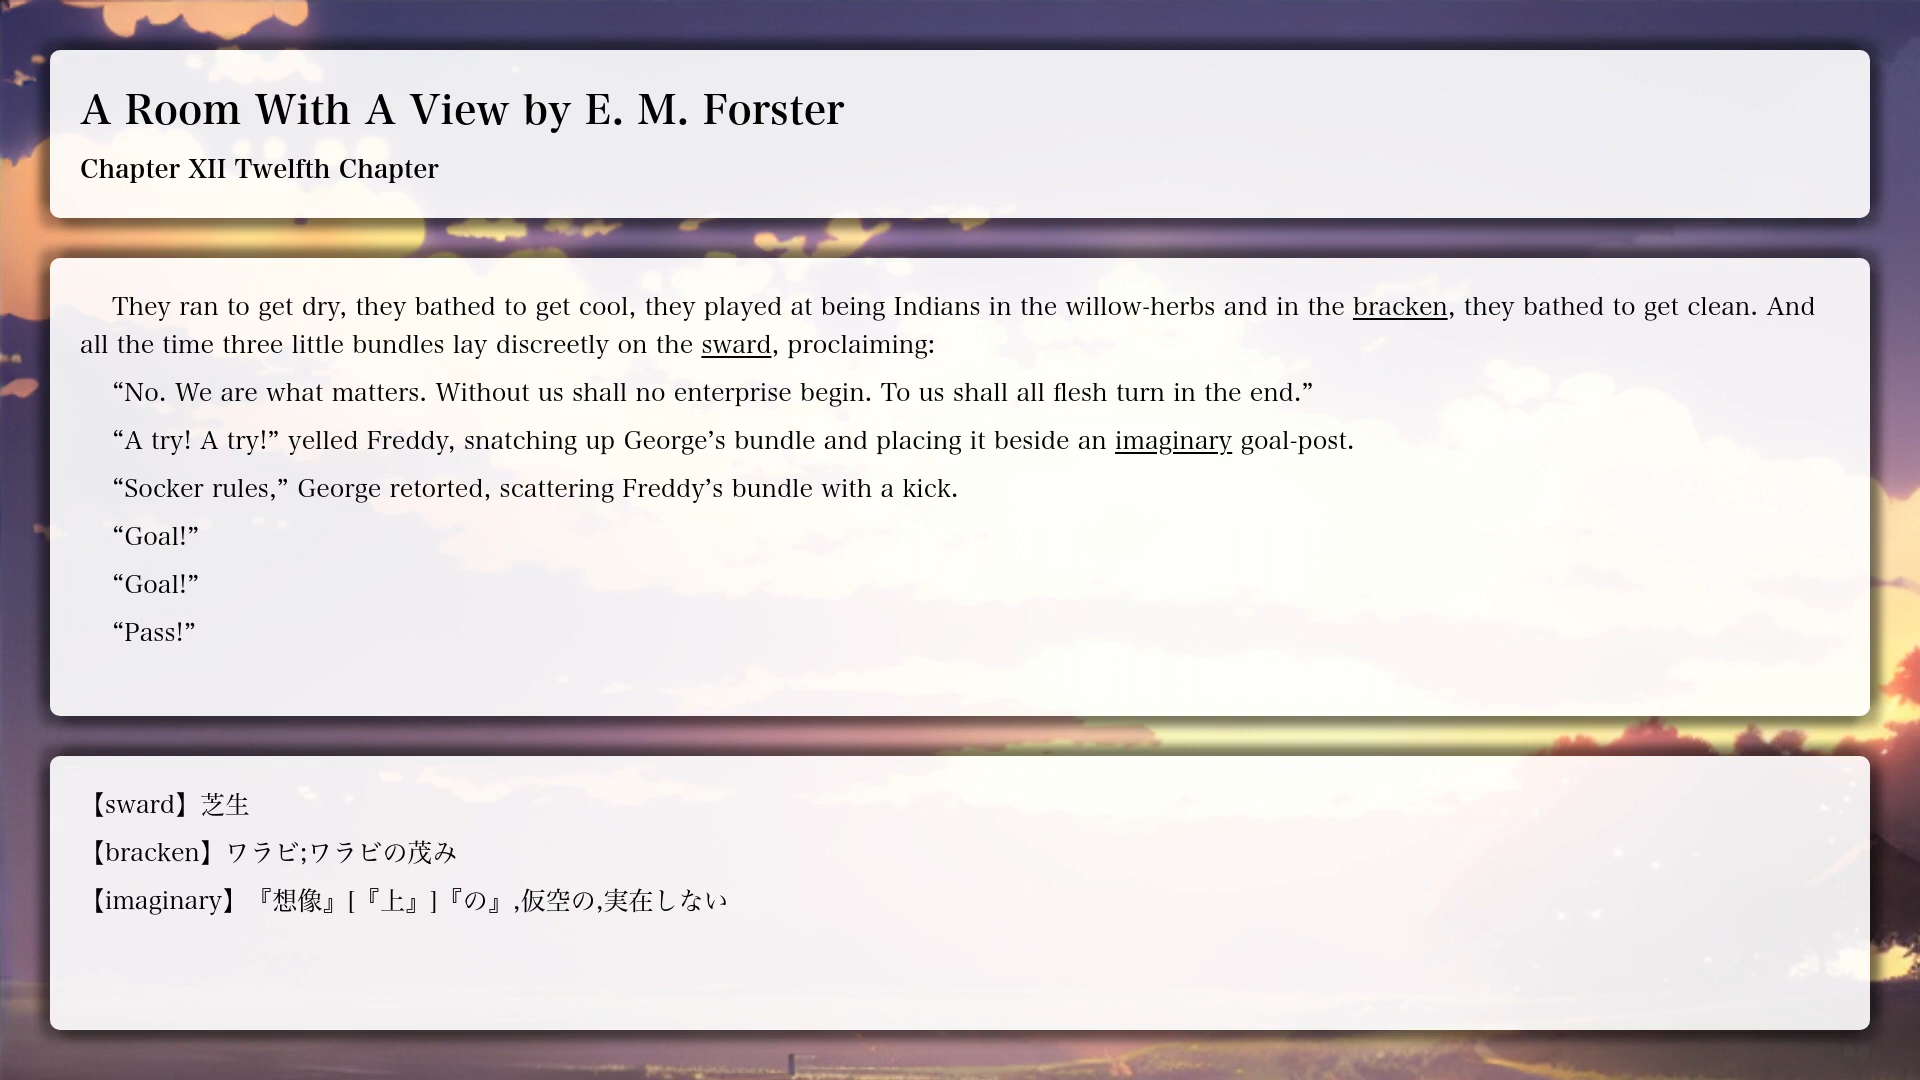 A Room With A View by E. M. Forster
Chapter XII Twelfth Chapter
They ran to get dry, they bathed to get cool, they played at being Indians in the willow-herbs and in the bracken, they bathed to get clean. And
all the time three little bundles lay discreetly on the sward, proclaiming:
“No. We are what matters. Without us shall no enterprise begin. To us shall all flesh turn in the end.”
“A try! A try!” yelled Freddy, snatching up George’s bundle and placing it beside an imaginary goal-post.
“Socker rules,” George retorted, scattering Freddy’s bundle with a kick.
“Goal!”
“Goal!”
“Pass!”
【sward】芝生
【bracken】ワラビ;ワラビの茂み
【imaginary】『想像』[『上』]『の』,仮空の,実在しない